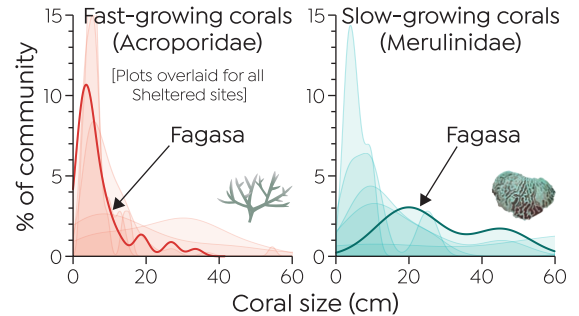 Fast-growing corals
(Acroporidae)
[Plots overlaid for all
Sheltered sites]
Fagasa
Slow-growing corals
(Merulinidae)
Fagasa
% of community
15
10
5
0
0 20 40 60
15
10
5
0
0 20 40 60
Coral size (cm)